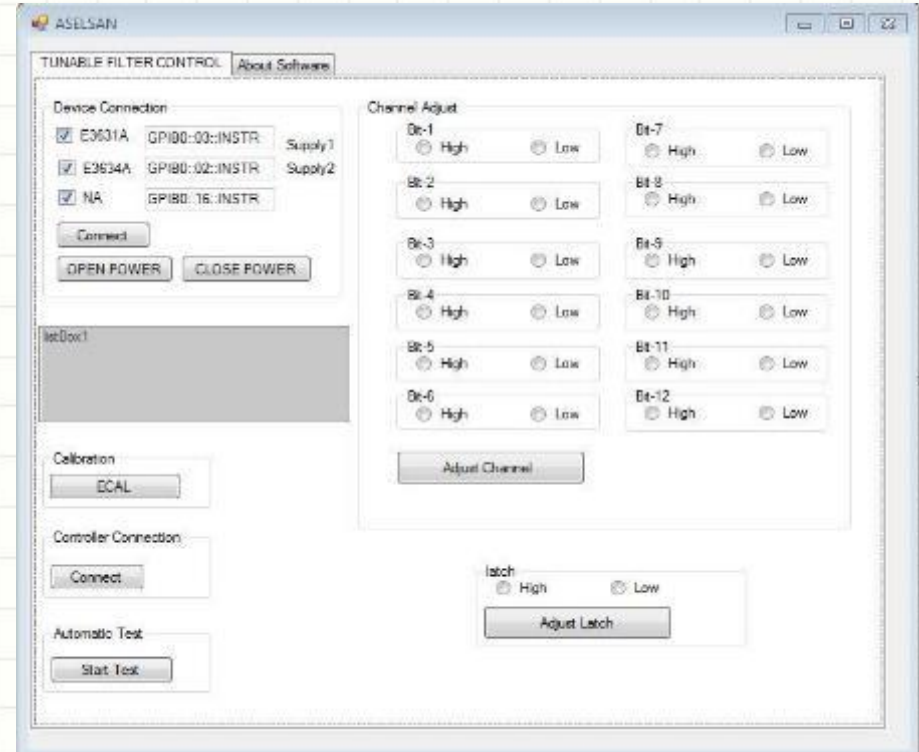 ASELSAN
TUNABLE FILTER CONTROL About Software
Device Connection
E3631A GPIB0::03::INSTR Supply1
E3634A GPIB0::02::INSTR Supply2
NA GPIB0::16::INSTR
Connect
OPEN POWER CLOSE POWER
listBox1
Calibration
ECAL
Controller Connection
Connect
Automatic Test
Start Test
Channel Adjust
Bit-1
High Low
Bit-2
High Low
Bit-3
High Low
Bit-4
High Low
Bit-5
High Low
Bit-6
High Low
Bit-7
High Low
Bit-8
High Low
Bit-9
High Low
Bit-10
High Low
Bit-11
High Low
Bit-12
High Low
Adjust Channel
latch
High Low
Adjust Latch